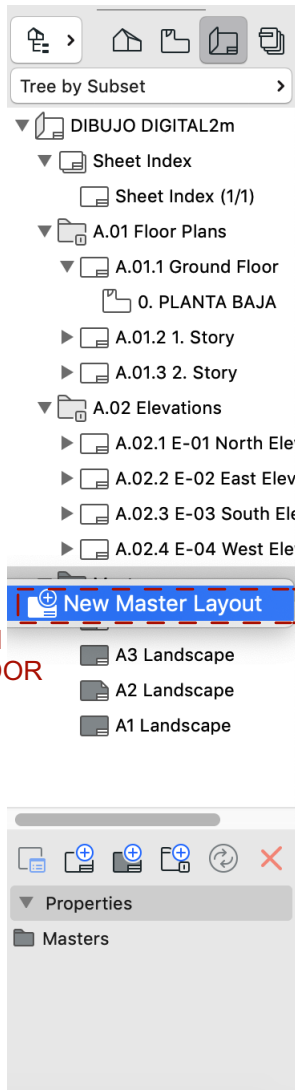 Tree by Subset
DIBUJO DIGITAL2m
Sheet Index
Sheet Index (1/1)
A.01 Floor Plans
A.01.1 Ground Floor
0. PLANTA BAJA
A.01.2 1. Story
A.01.3 2. Story
A.02 Elevations
A.02.1 E-01 North Ele
A.02.2 E-02 East Elev
A.02.3 E-03 South Ele
A.02.4 E-04 West Ele
New Master Layout
OOR
A3 Landscape
A2 Landscape
A1 Landscape
Properties
Masters